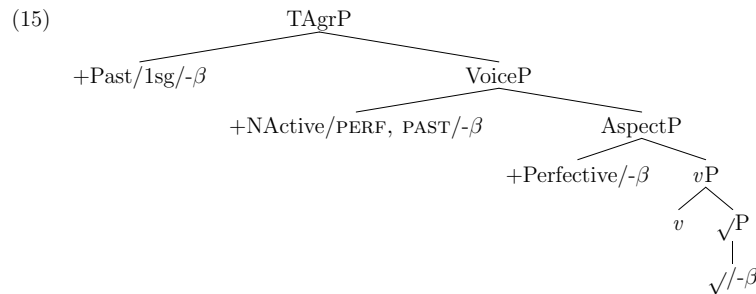 (15) TAgrP
+Past/1sg/-β VoiceP
+NActive/PERF, PAST/-β AspectP
+Perfective/-β vP
v √P
√/-β